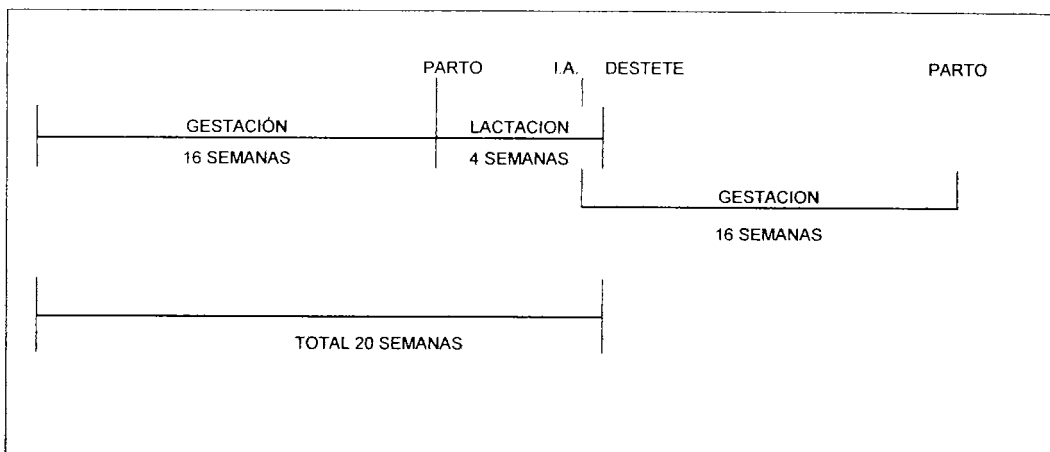 PARTO I.A. DESTETE PARTO
GESTACIÓN LACTACION
16 SEMANAS 4 SEMANAS
GESTACION
16 SEMANAS
TOTAL 20 SEMANAS